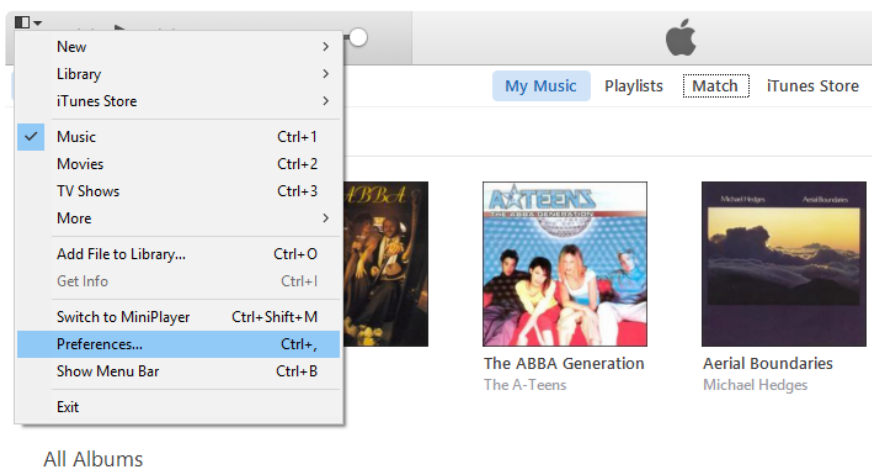 My Music Playlists Match iTunes Store
New
Library
iTunes Store
Music Ctrl+1
Movies Ctrl+2
TV Shows Ctrl+3
More
Add File to Library... Ctrl+O
Get Info Ctrl+I
Switch to MiniPlayer Ctrl+Shift+M
Preferences... Ctrl+,
Show Menu Bar Ctrl+B
Exit
ABBA
A★TEENS
THE ABBA GENERATION
Michael Hedges Aerial Boundaries
The ABBA Generation
The A-Teens
Aerial Boundaries
Michael Hedges
All Albums